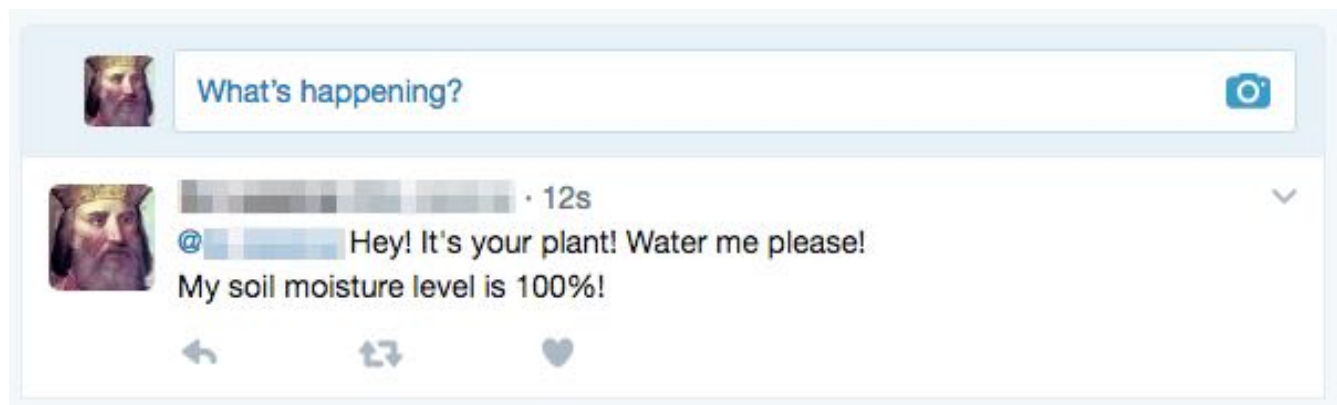 What's happening?
· 12s
@ Hey! It's your plant! Water me please!
My soil moisture level is 100%!